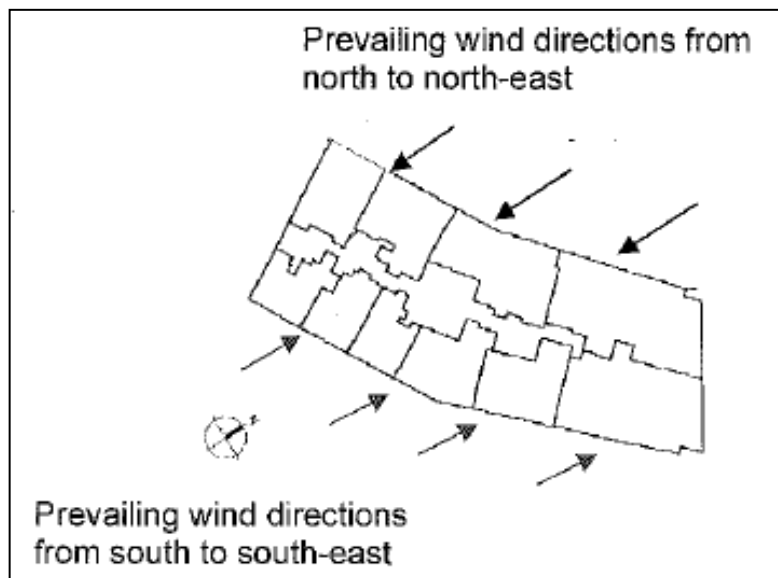 Prevailing wind directions from
north to north-east
z
Prevailing wind directions
from south to south-east